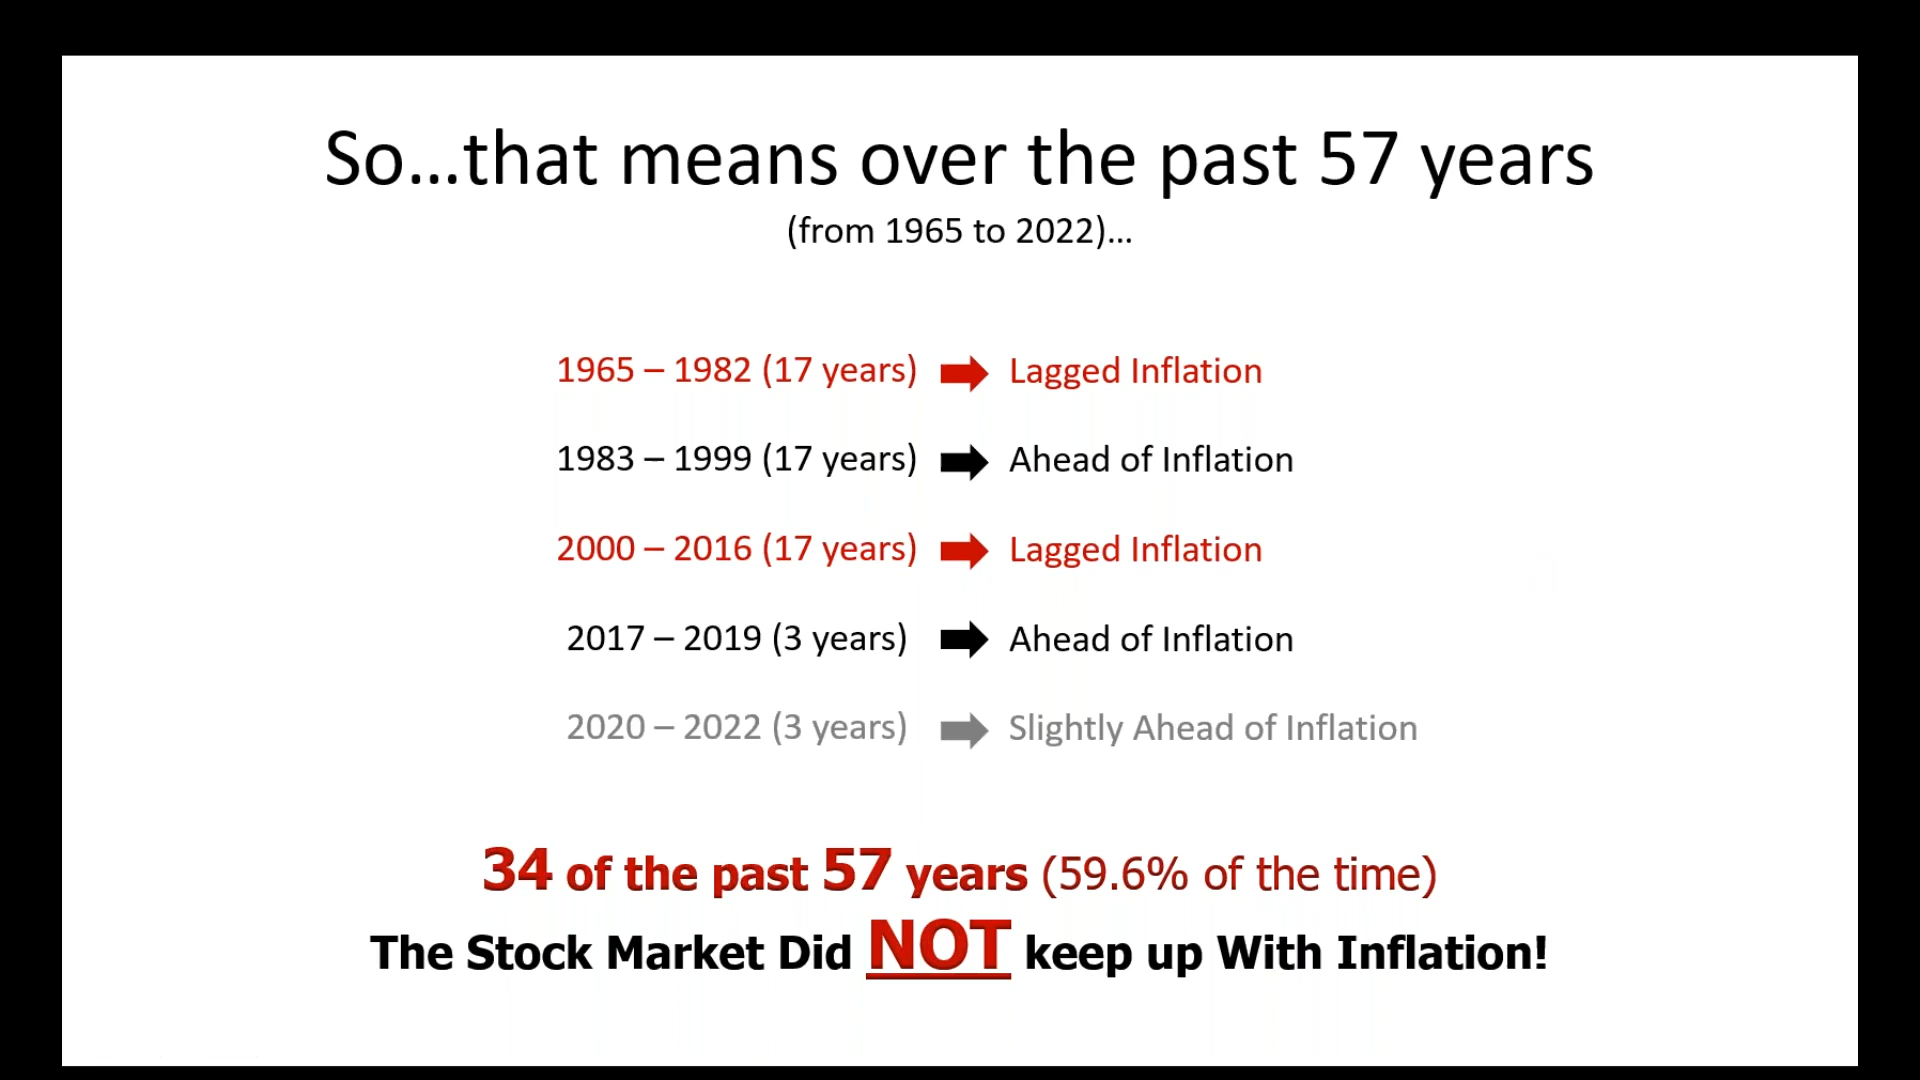 So...that means over the past 57 years
(from 1965 to 2022)...
1965 – 1982 (17 years) Lagged Inflation
1983 – 1999 (17 years) Ahead of Inflation
2000 – 2016 (17 years) Lagged Inflation
2017 – 2019 (3 years) Ahead of Inflation
2020 – 2022 (3 years) Slightly Ahead of Inflation
34 of the past 57 years (59.6% of the time)
The Stock Market Did NOT keep up With Inflation!